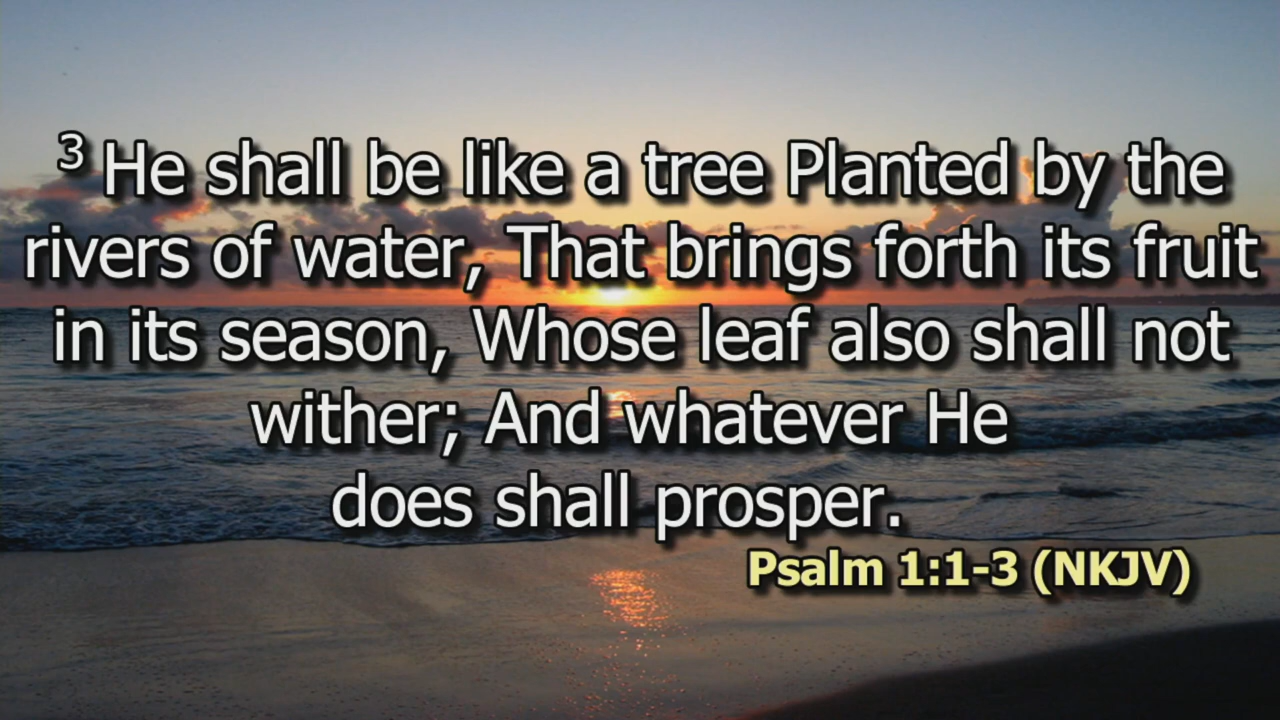 3 He shall be like a tree Planted by the
rivers of water, That brings forth its fruit
in its season, Whose leaf also shall not
wither; And whatever He
does shall prosper.
Psalm 1:1-3 (NKJV)